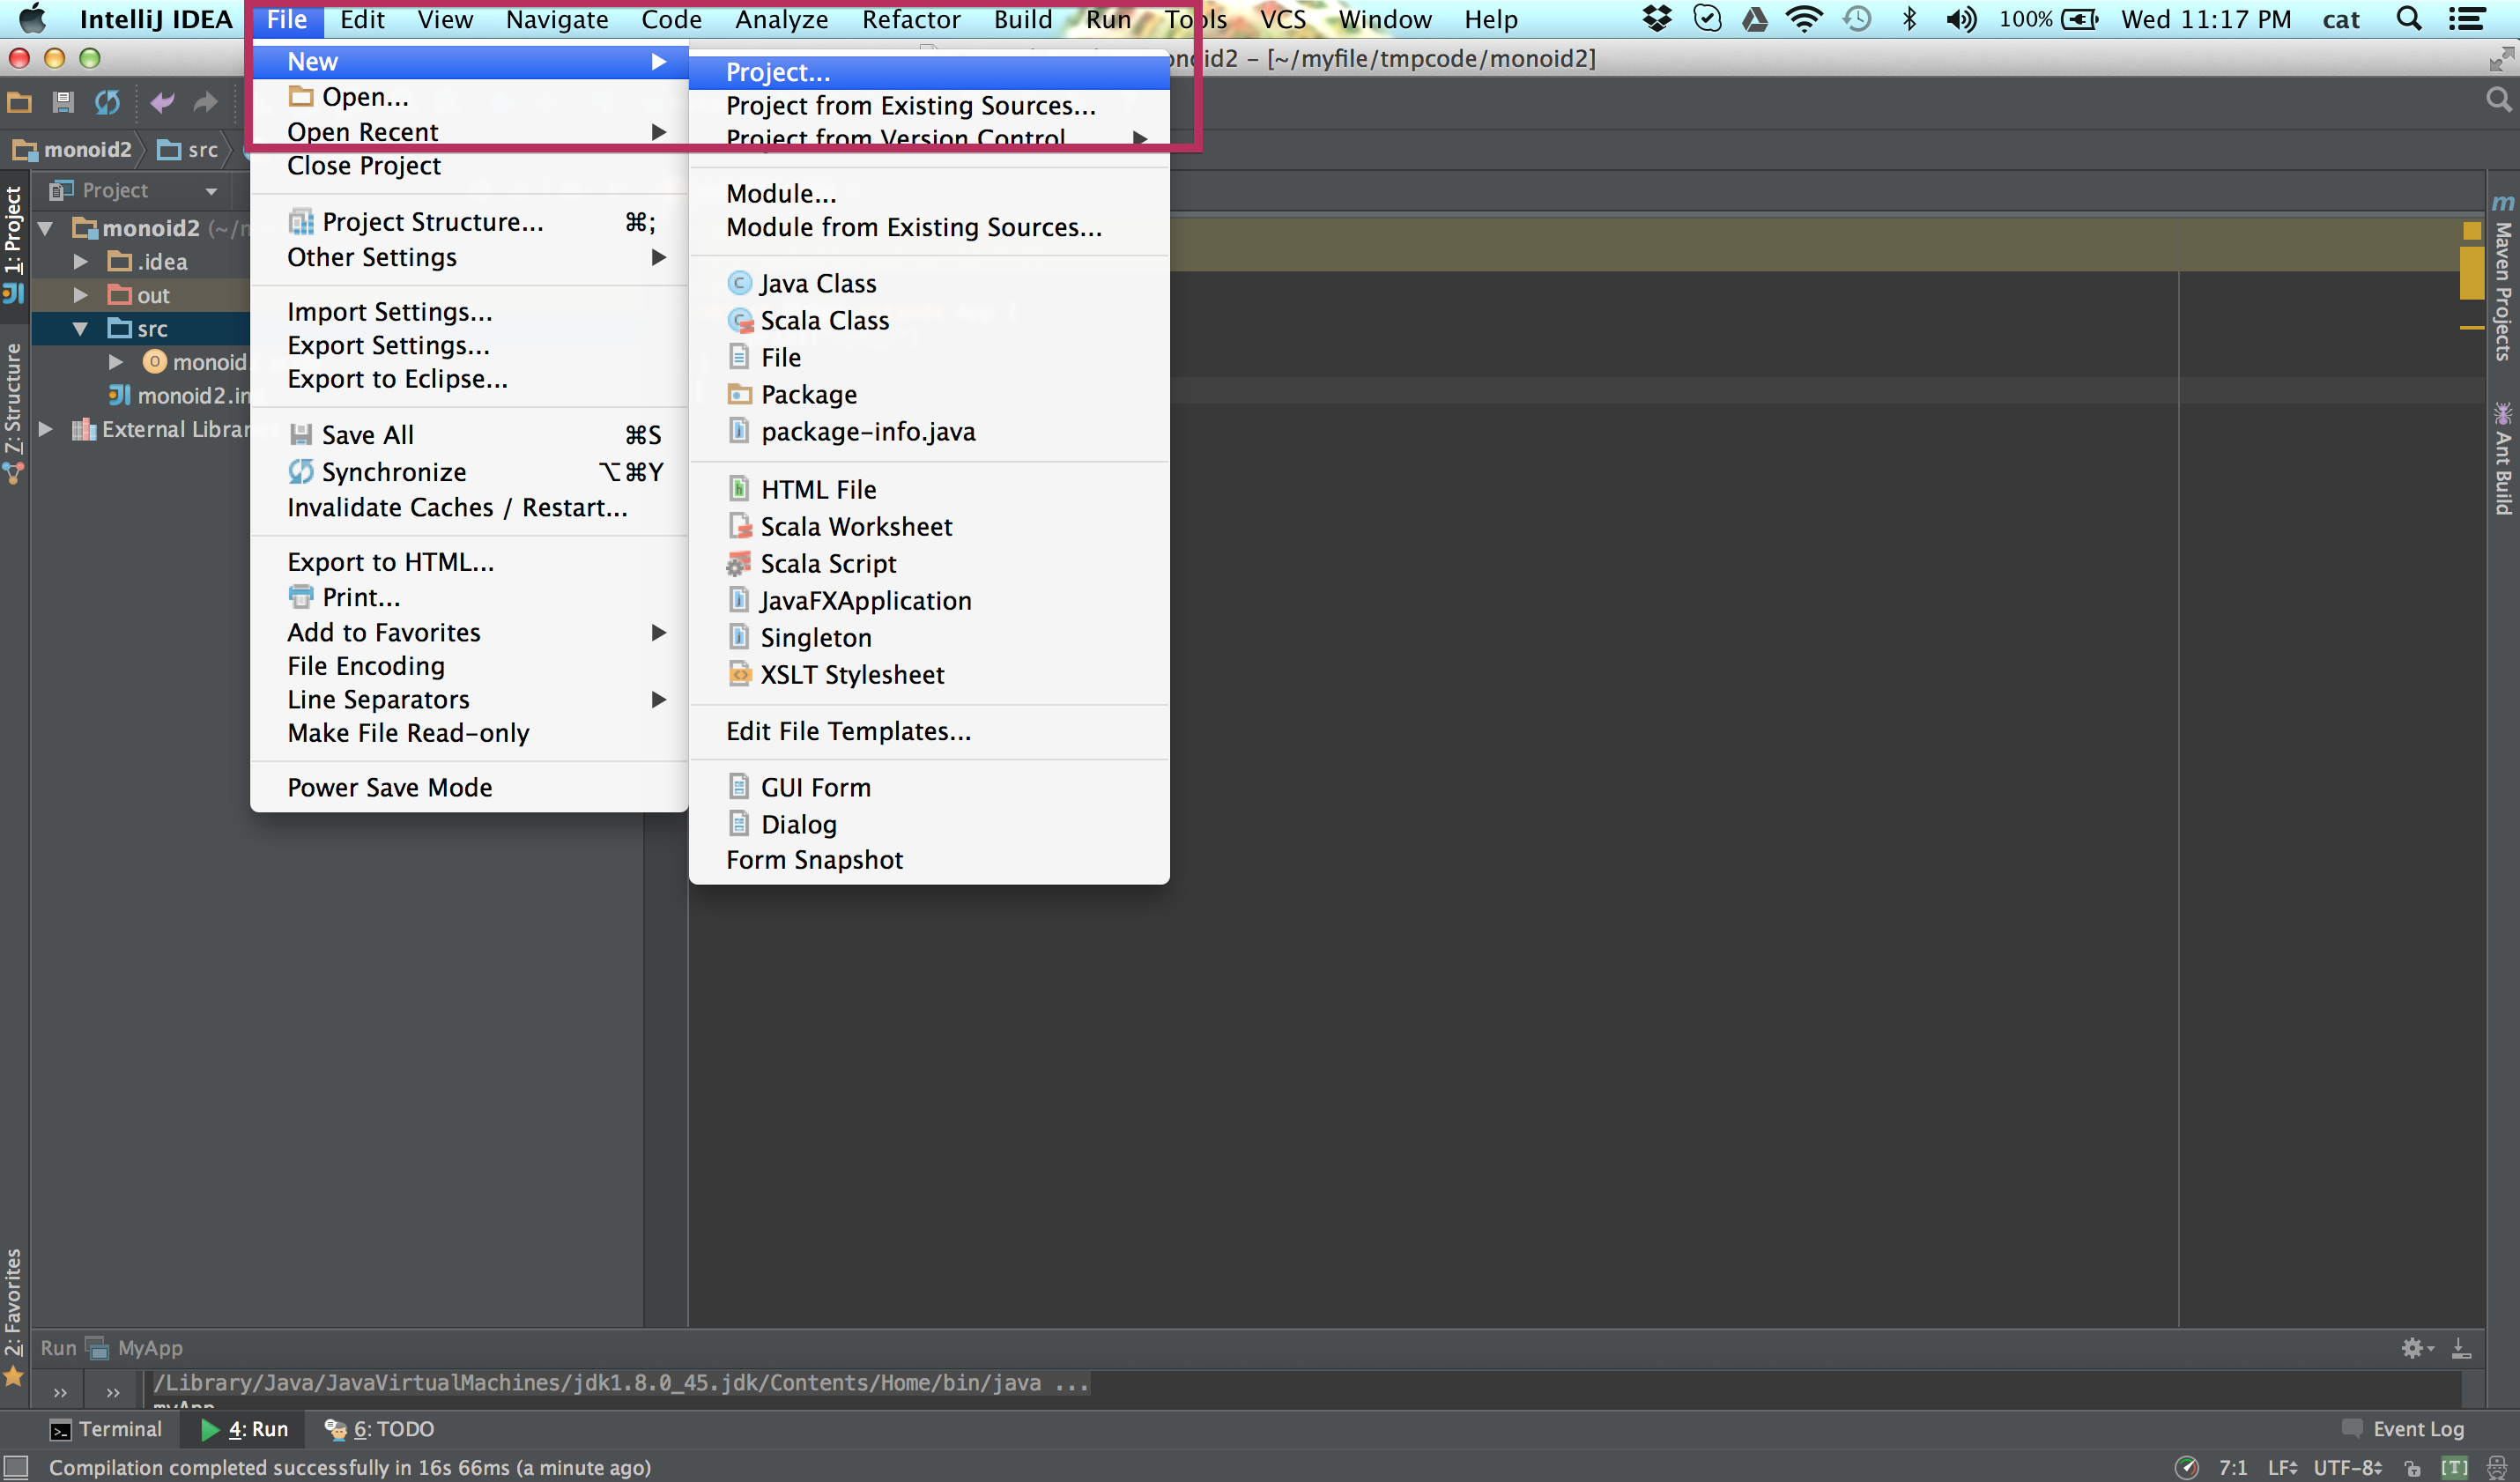 IntelliJ IDEA File Edit View Navigate Code Analyze Refactor Build Run Tools VCS Window Help 100% Wed 11:17 PM cat
monoid2 - [~/myfile/tmpcode/monoid2]
New
Open...
Open Recent
Close Project
Project Structure... ⌘;
Other Settings
Import Settings...
Export Settings...
Export to Eclipse...
Save All ⌘S
Synchronize ⌥⌘Y
Invalidate Caches / Restart...
Export to HTML...
Print...
Add to Favorites
File Encoding
Line Separators
Make File Read-only
Power Save Mode
Project...
Project from Existing Sources...
Project from Version Control
Module...
Module from Existing Sources...
Java Class
Scala Class
File
Package
package-info.java
HTML File
Scala Worksheet
Scala Script
JavaFXApplication
Singleton
XSLT Stylesheet
Edit File Templates...
GUI Form
Dialog
Form Snapshot
monoid2 src
Project
monoid2 (~/m
.idea
out
src
monoid
monoid2.im
External Librar
1: Project
7: Structure
2: Favorites
Maven Projects
Ant Build
Run MyApp
/Library/Java/JavaVirtualMachines/jdk1.8.0_45.jdk/Contents/Home/bin/java ...
myApp
Terminal 4: Run 6: TODO Event Log
Compilation completed successfully in 16s 66ms (a minute ago) 7:1 LF UTF-8 [T]